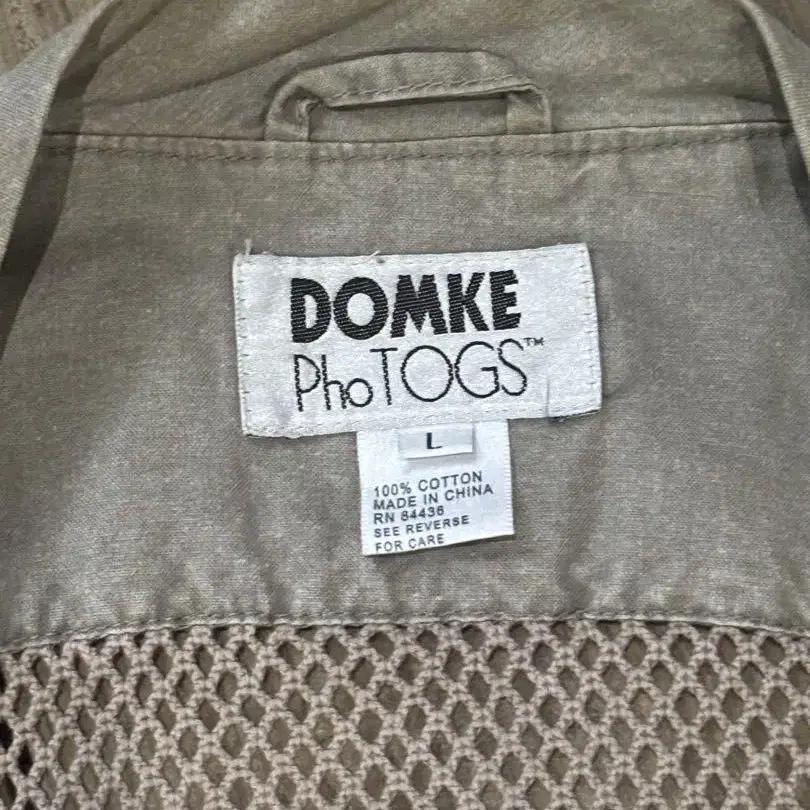 DOMKE
PhoTOGS™
L
100% COTTON
MADE IN CHINA
RN 84436
SEE REVERSE
FOR CARE